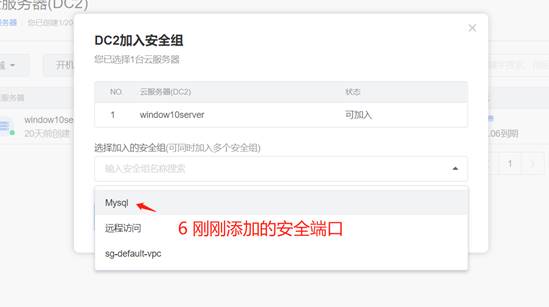 云服务器(DC2)
服务器 | 您已创建1/20
DC2加入安全组
您已选择1台云服务器
开机
NO. 云服务器(DC2) 状态
1 window10server 可加入
云服务器
window10server
20天前创建
.06到期
选择加入的安全组(可同时加入多个安全组)
输入安全组名称搜索
1
Mysql
远程访问
sg-default-vpc
6 刚刚添加的安全端口